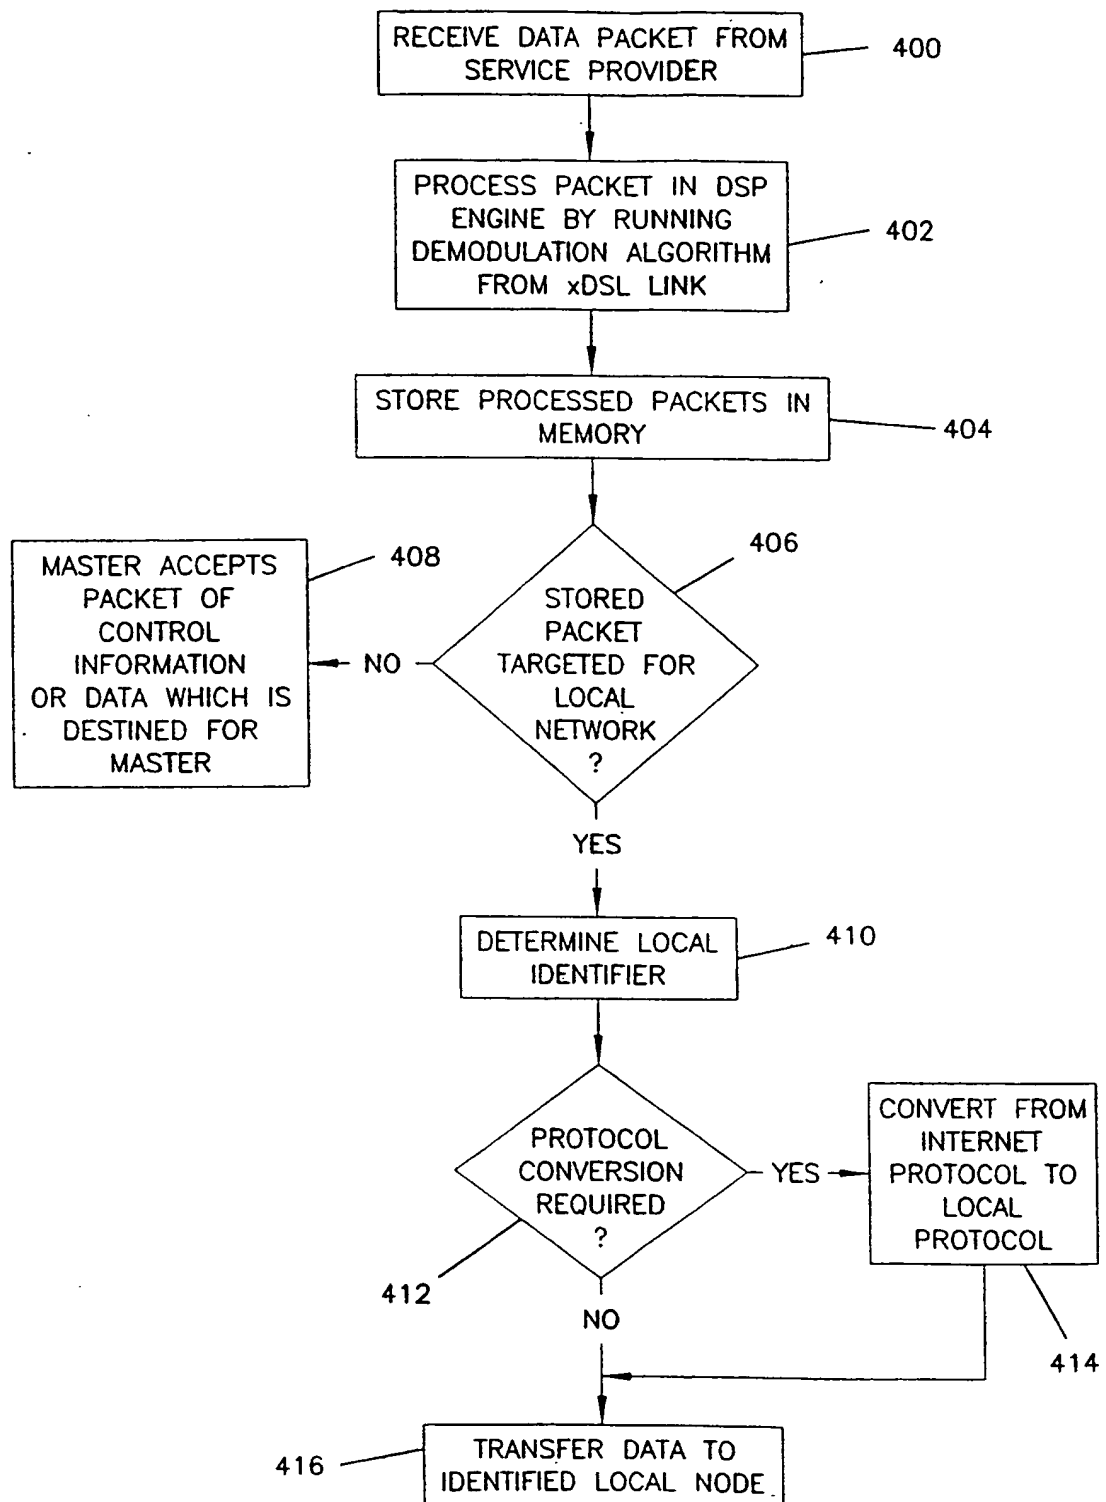 RECEIVE DATA PACKET FROM
SERVICE PROVIDER
400
PROCESS PACKET IN DSP
ENGINE BY RUNNING
DEMODULATION ALGORITHM
FROM xDSL LINK
402
STORE PROCESSED PACKETS IN
MEMORY
404
STORED
PACKET
TARGETED FOR
LOCAL
NETWORK
?
406
NO
MASTER ACCEPTS
PACKET OF
CONTROL
INFORMATION
OR DATA WHICH IS
DESTINED FOR
MASTER
408
YES
DETERMINE LOCAL
IDENTIFIER
410
PROTOCOL
CONVERSION
REQUIRED
?
412
YES
CONVERT FROM
INTERNET
PROTOCOL TO
LOCAL
PROTOCOL
414
NO
TRANSFER DATA TO
IDENTIFIED LOCAL NODE
416